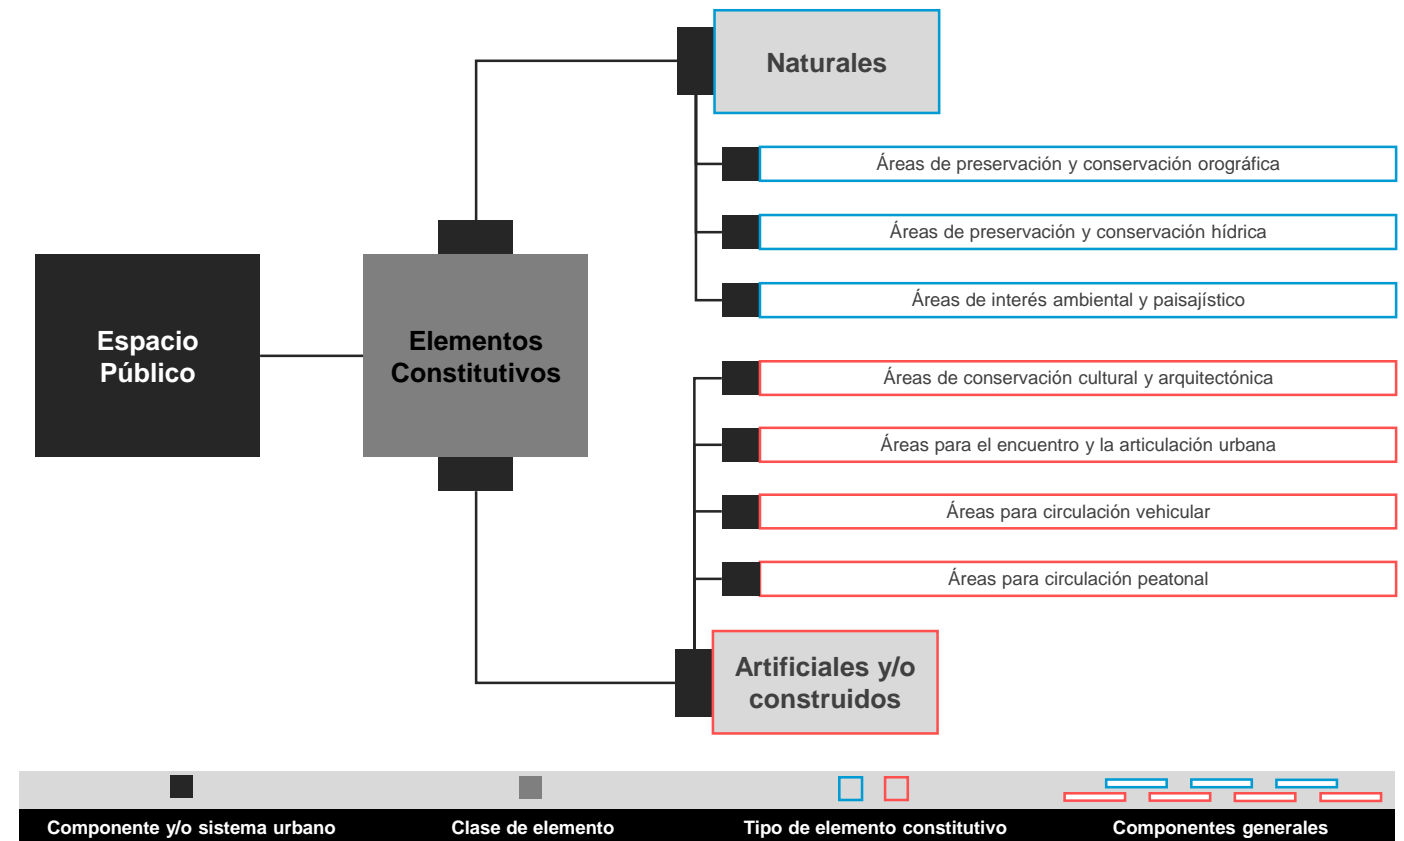 Naturales
Áreas de preservación y conservación orográfica
Áreas de preservación y conservación hídrica
Áreas de interés ambiental y paisajístico
Espacio
Público
Elementos
Constitutivos
Áreas de conservación cultural y arquitectónica
Áreas para el encuentro y la articulación urbana
Áreas para circulación vehicular
Áreas para circulación peatonal
Artificiales y/o
construidos
Componente y/o sistema urbano
Clase de elemento
Tipo de elemento constitutivo
Componentes generales